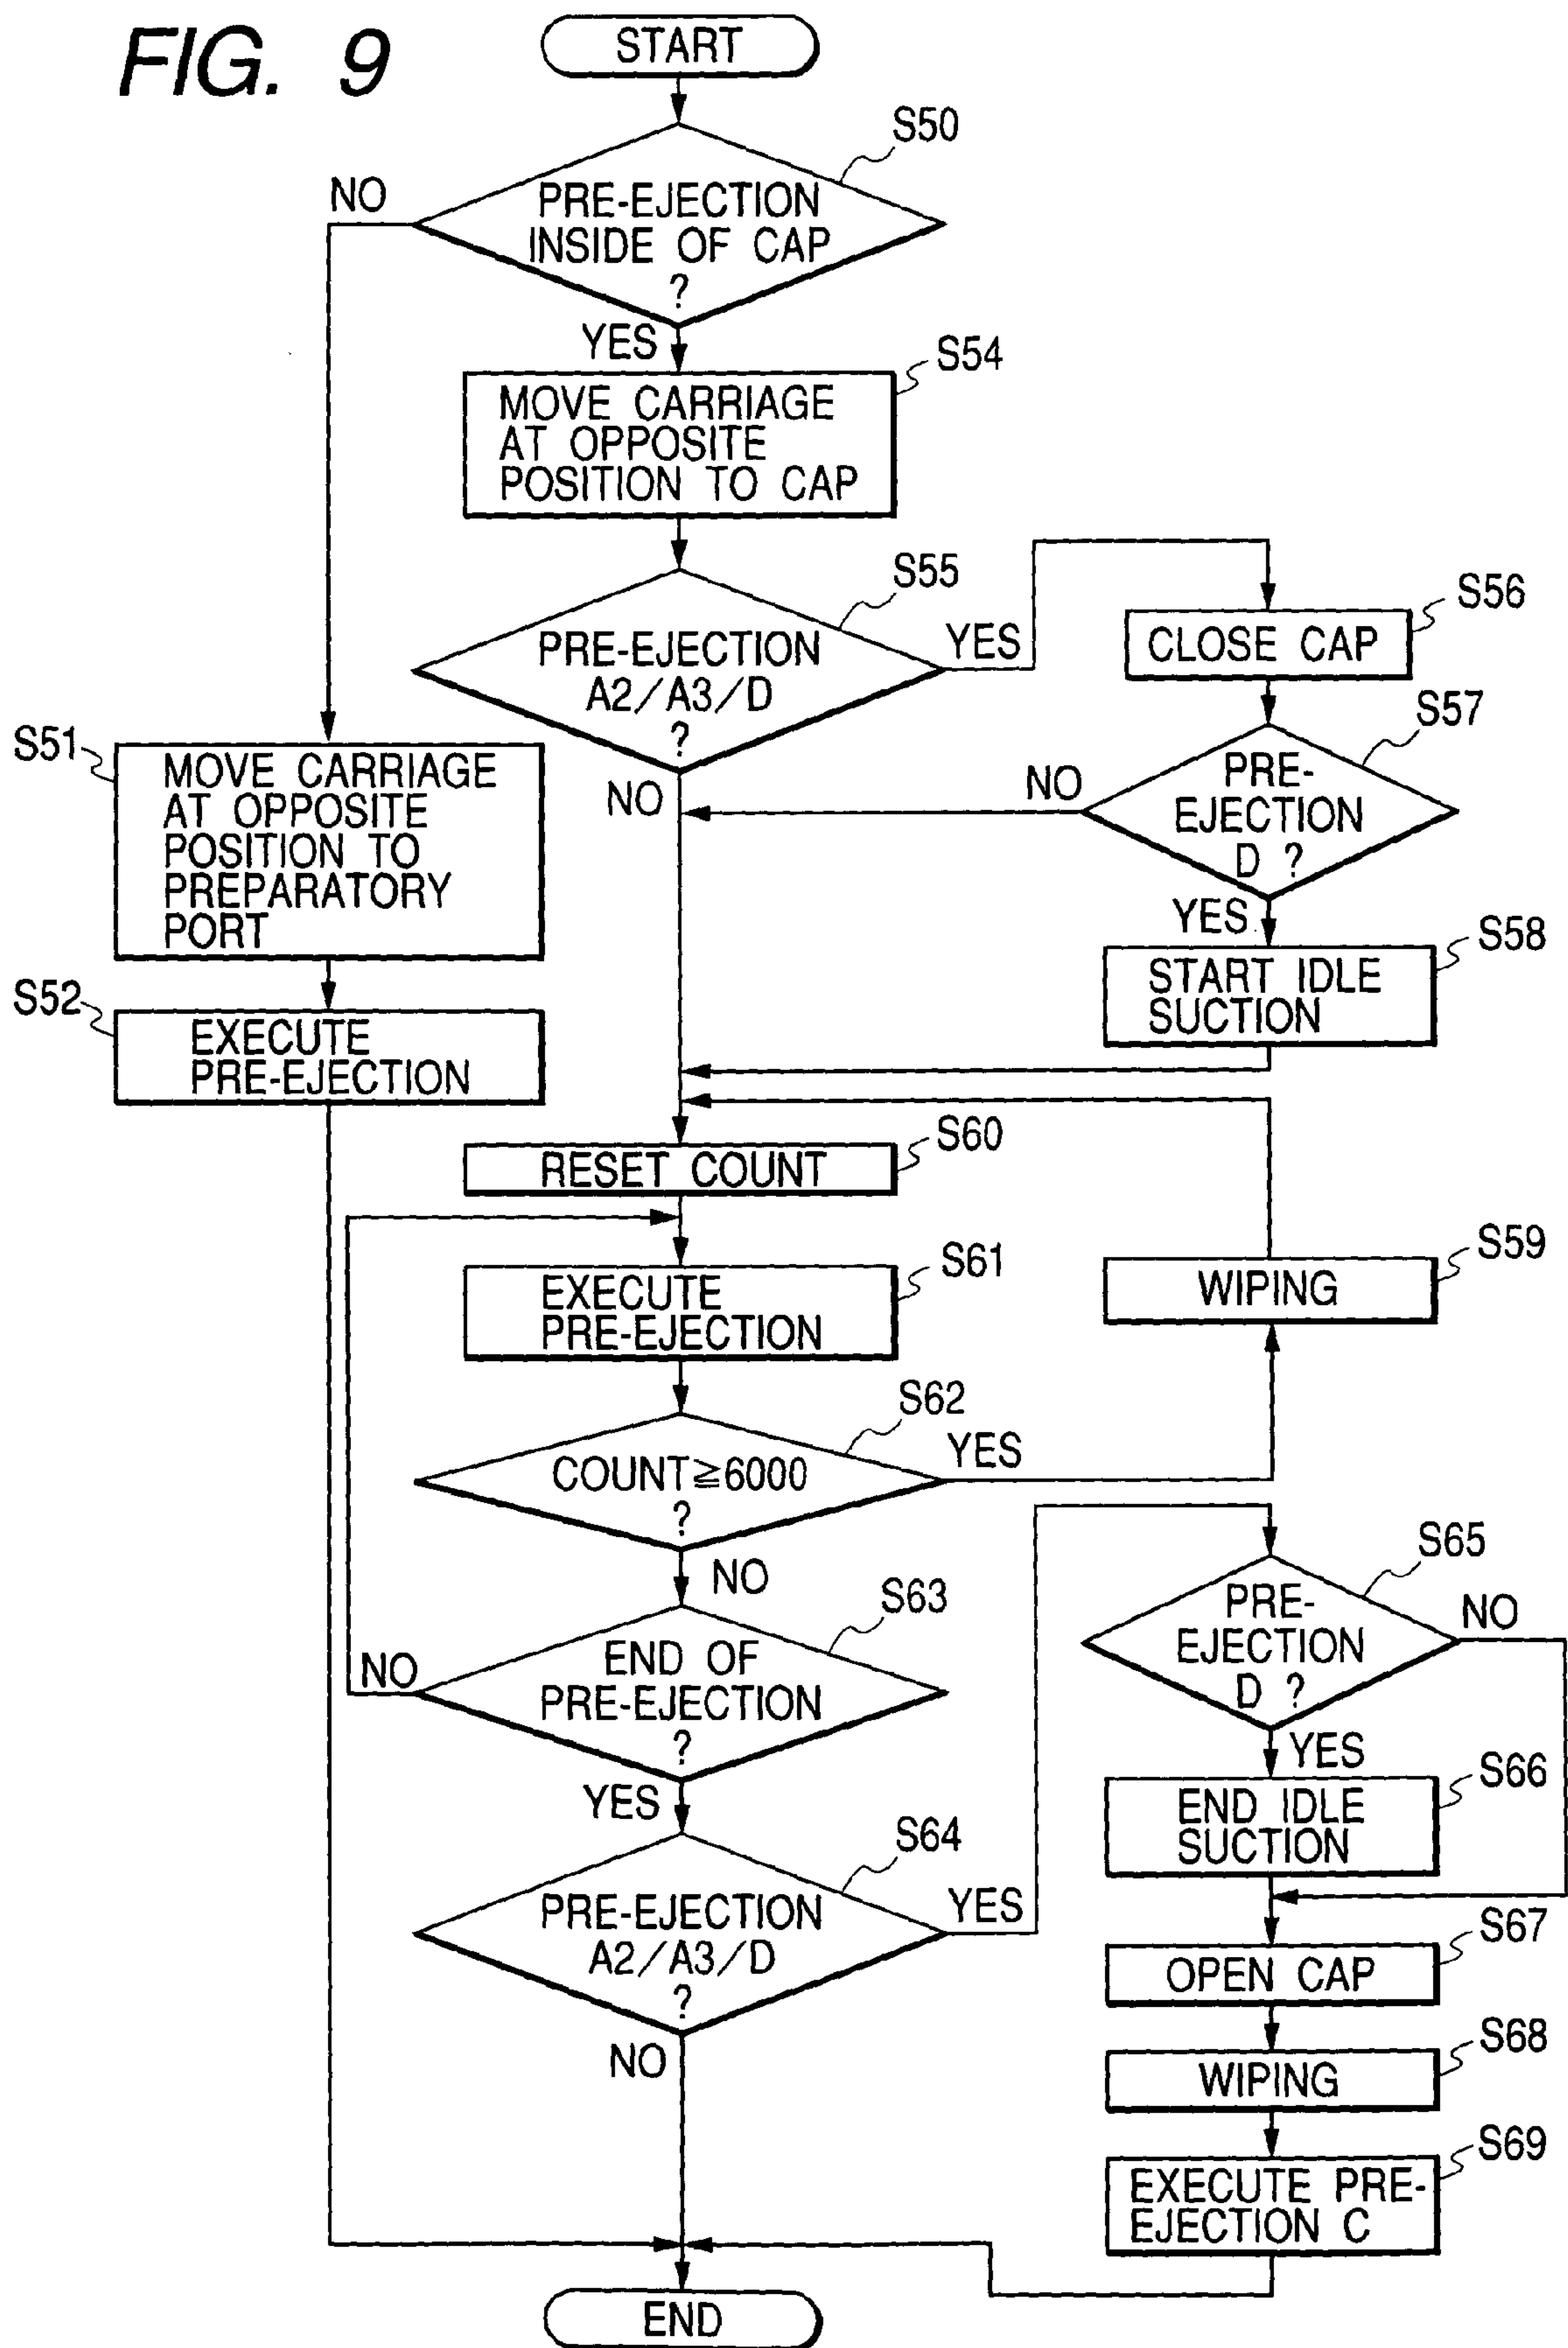 FIG. 9
START
S50
NO
PRE-EJECTION
INSIDE OF CAP
?
YES
S54
MOVE CARRIAGE
AT OPPOSITE
POSITION TO CAP
S55
PRE-EJECTION
A2/A3/D
?
YES
NO
S56
CLOSE CAP
S57
PRE-
EJECTION
D ?
NO
YES
S51
MOVE CARRIAGE
AT OPPOSITE
POSITION TO
PREPARATORY
PORT
S58
START IDLE
SUCTION
S52
EXECUTE
PRE-EJECTION
S60
RESET COUNT
S61
EXECUTE
PRE-EJECTION
S59
WIPING
S62
COUNT≧6000
?
YES
NO
S63
END OF
PRE-EJECTION
?
NO
YES
S65
PRE-
EJECTION
D ?
NO
YES
S66
END IDLE
SUCTION
S64
PRE-EJECTION
A2/A3/D
?
YES
NO
S67
OPEN CAP
S68
WIPING
S69
EXECUTE PRE-
EJECTION C
END